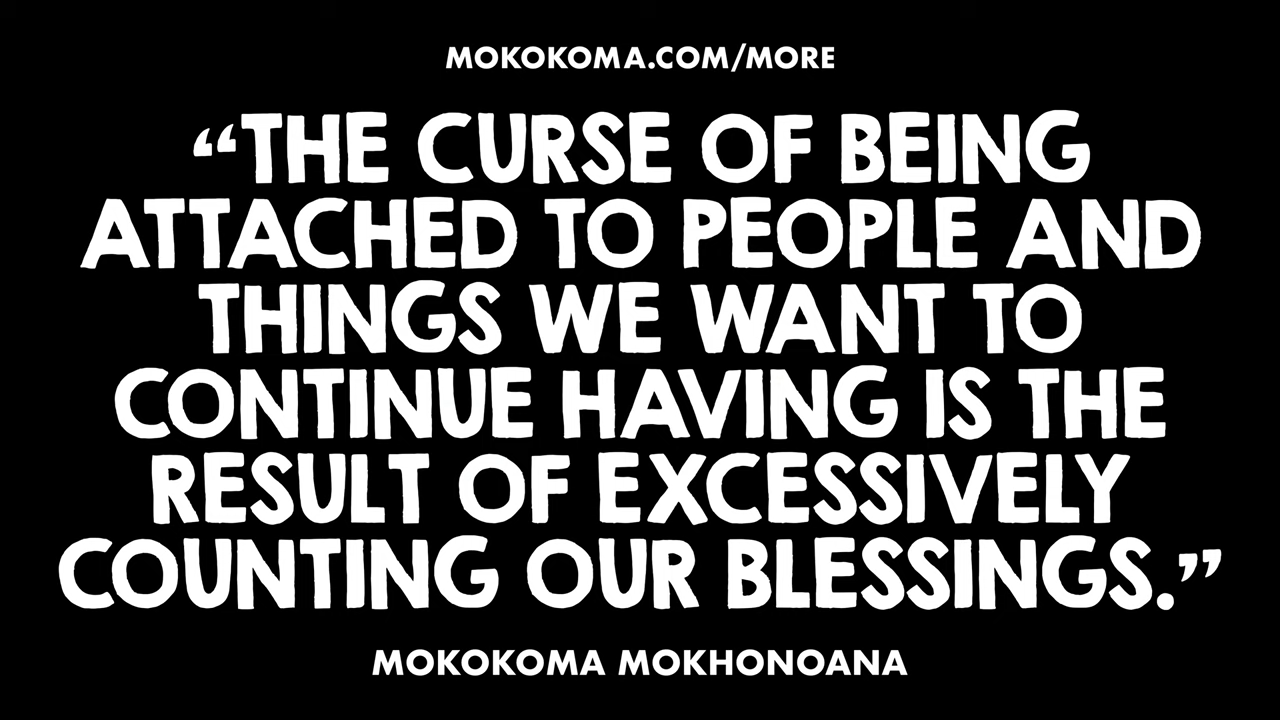 MOKOKOMA.COM/MORE
“THE CURSE OF BEING
ATTACHED TO PEOPLE AND
THINGS WE WANT TO
CONTINUE HAVING IS THE
RESULT OF EXCESSIVELY
COUNTING OUR BLESSINGS.”
MOKOKOMA MOKHONOANA